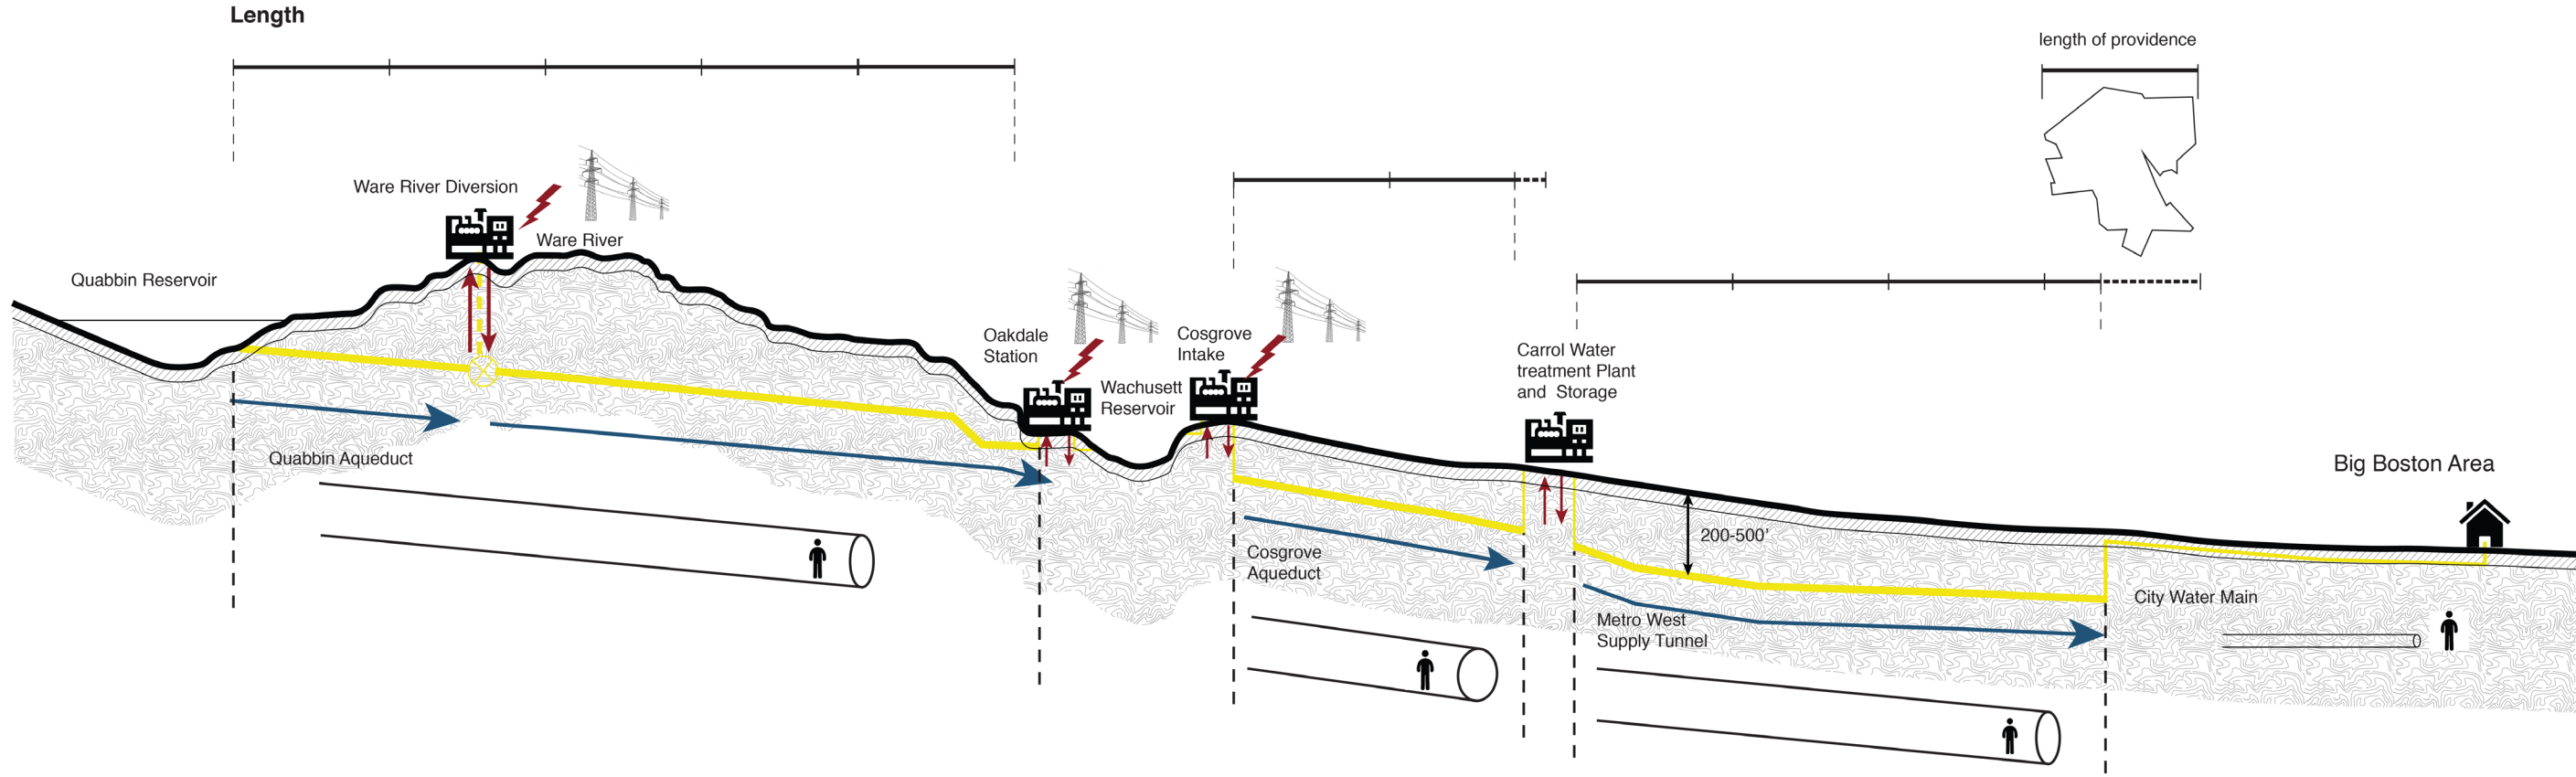 Length
length of providence
Ware River Diversion
Ware River
Quabbin Reservoir
Oakdale
Station
Cosgrove
Intake
Wachusett
Reservoir
Carrol Water
treatment Plant
and Storage
Quabbin Aqueduct
Big Boston Area
200-500'
Cosgrove
Aqueduct
City Water Main
Metro West
Supply Tunnel